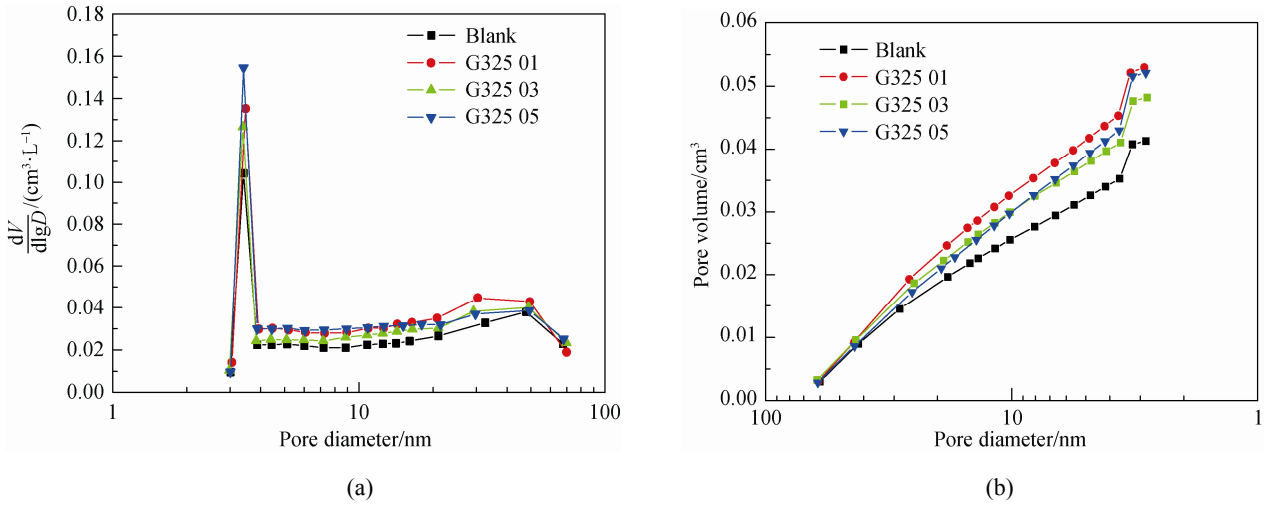 0.18
0.16
0.14
0.12
0.10
0.08
0.06
0.04
0.02
0.00
dV/dlgD /(cm³·L⁻¹)
Blank
G325 01
G325 03
G325 05
1 10 100
Pore diameter/nm
(a)
0.06
0.05
0.04
0.03
0.02
0.01
0.00
Pore volume/cm³
Blank
G325 01
G325 03
G325 05
100 10 1
Pore diameter/nm
(b)